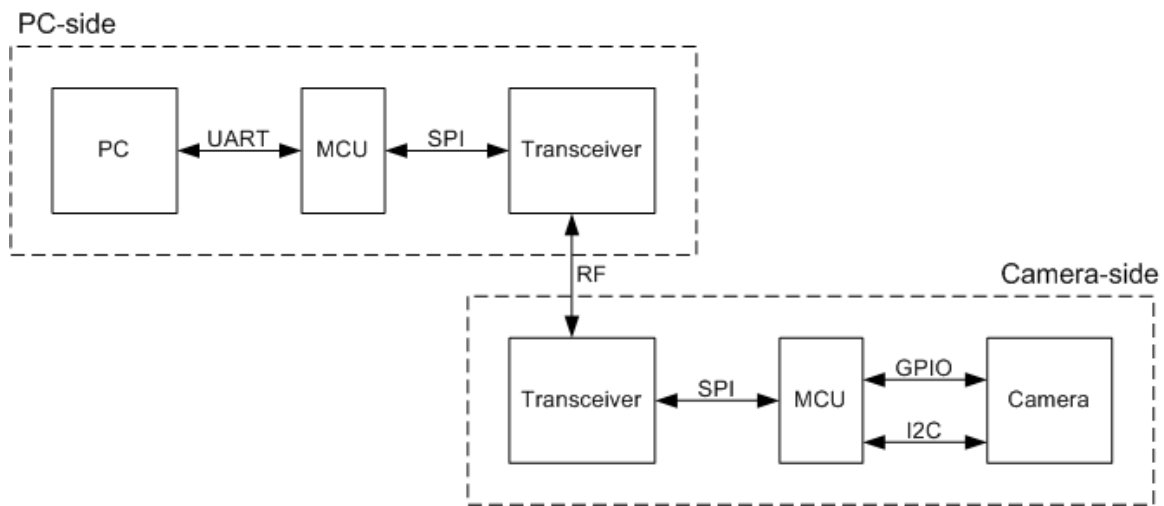 PC-side
PC
UART
MCU
SPI
Transceiver
RF
Camera-side
Transceiver
SPI
MCU
GPIO
I2C
Camera